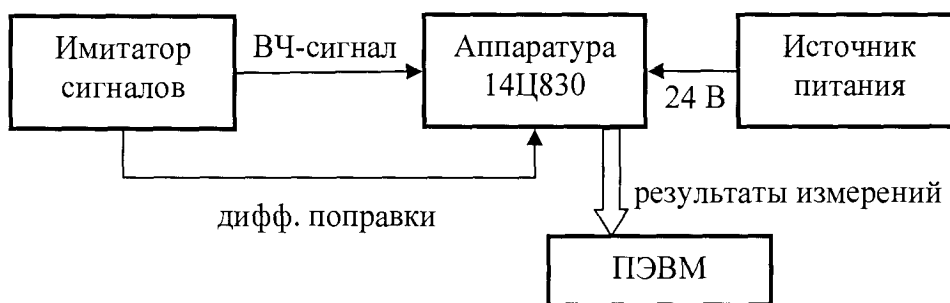 Имитатор
сигналов
ВЧ-сигнал
Аппаратура
14Ц830
24 В
Источник
питания
дифф. поправки
результаты измерений
ПЭВМ